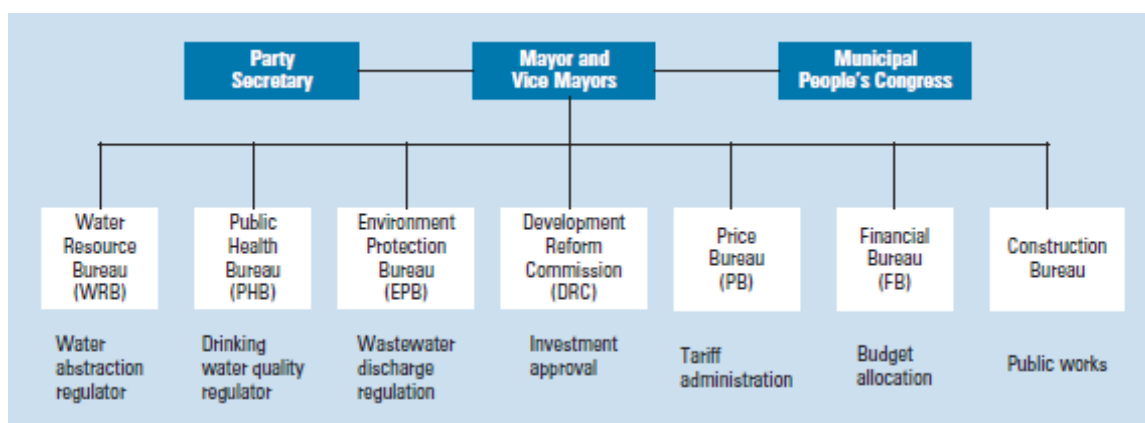 Party
Secretary
Mayor and
Vice Mayors
Municipal
People's Congress
Water
Resource
Bureau
(WRB)
Public
Health
Bureau
(PHB)
Environment
Protection
Bureau
(EPB)
Development
Reform
Commission
(DRC)
Price
Bureau
(PB)
Financial
Bureau
(FB)
Construction
Bureau
Water
abstraction
regulator
Drinking
water quality
regulator
Wastewater
discharge
regulation
Investment
approval
Tariff
administration
Budget
allocation
Public works